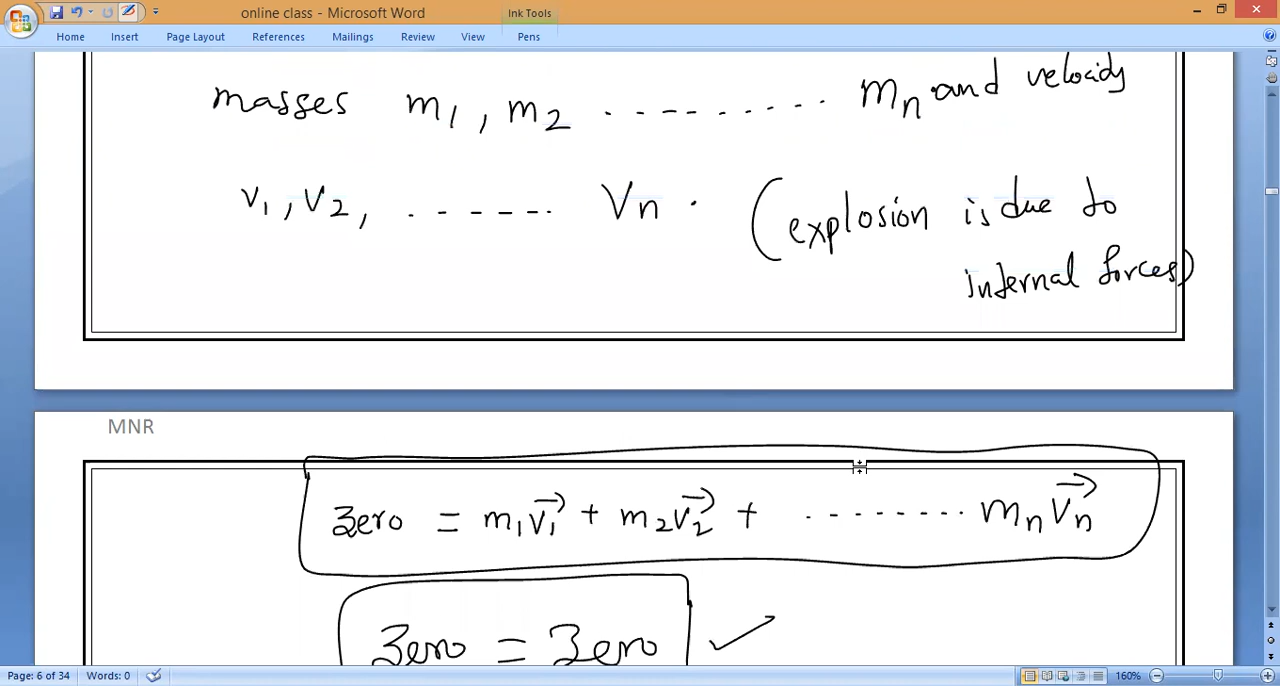 online class - Microsoft Word
Ink Tools
Home Insert Page Layout References Mailings Review View Pens
masses m₁, m₂ ........... mₙ and velocity
v₁, v₂, ....... Vn . (explosion is due to
internal forces)
MNR
zero = m₁v₁⃗ + m₂v₂⃗ + ......... mₙvₙ⃗
zero = zero ✓
Page: 6 of 34 Words: 0 160%